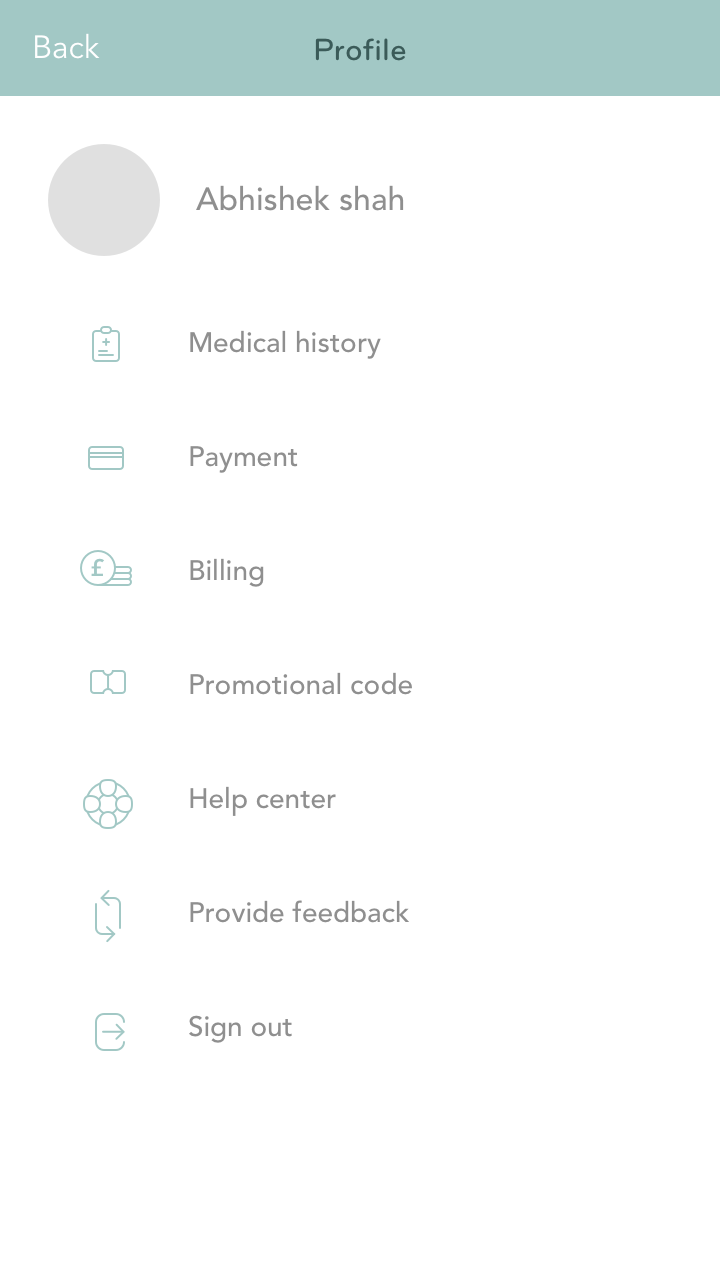 Back
Profile
Abhishek shah
Medical history
Payment
£
Billing
Promotional code
Help center
Provide feedback
Sign out